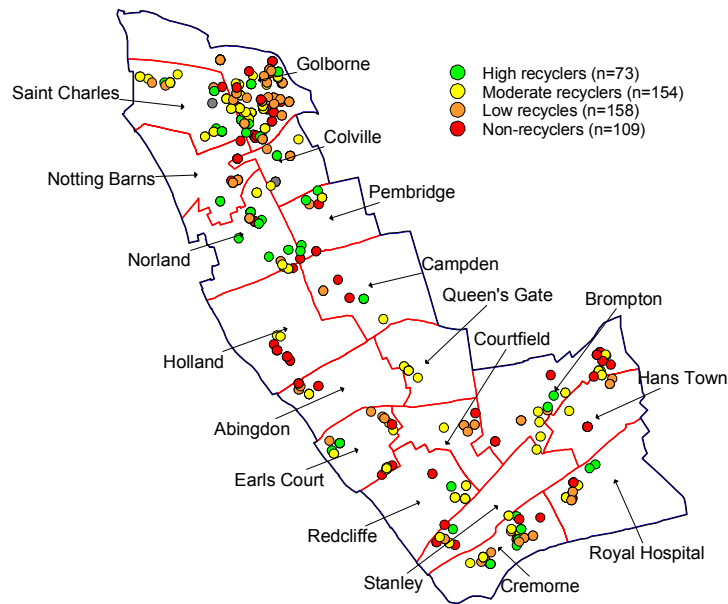 Golborne
High recyclers (n=73)
Saint Charles
Moderate recyclers (n=154)
Low recycles (n=158)
Non-recyclers (n=109)
Colville
Notting Barns
Pembridge
Norland
Campden
Queen's Gate
Brompton
Courtfield
Holland
Hans Town
Abingdon
Earls Court
Redcliffe
Royal Hospital
Stanley
Cremorne